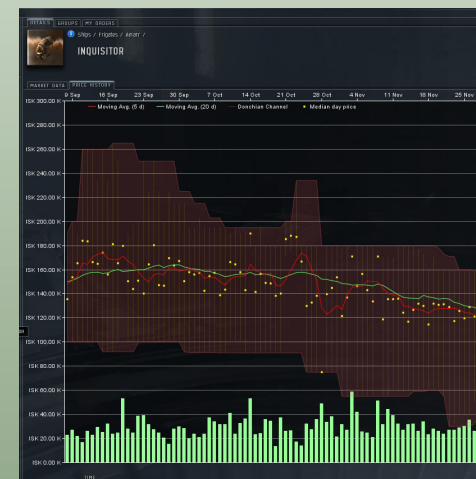 DETAILS GROUPS MY ORDERS
Ships / Frigates / Amarr /
INQUISITOR
MARKET DATA PRICE HISTORY
9 Sep 16 Sep 23 Sep 30 Sep 7 Oct 14 Oct 21 Oct 28 Oct 4 Nov 11 Nov 18 Nov 25 Nov
ISK 300.00 K
Moving Avg. (5 d) Moving Avg. (20 d) Donchian Channel Median day price
ISK 280.00 K
ISK 260.00 K
ISK 240.00 K
ISK 220.00 K
ISK 200.00 K
ISK 180.00 K
ISK 160.00 K
ISK 140.00 K
ISK 120.00 K
ISK 100.00 K
ISK 80.00 K
ISK 60.00 K
ISK 40.00 K
ISK 20.00 K
ISK 0.00 K
TIME